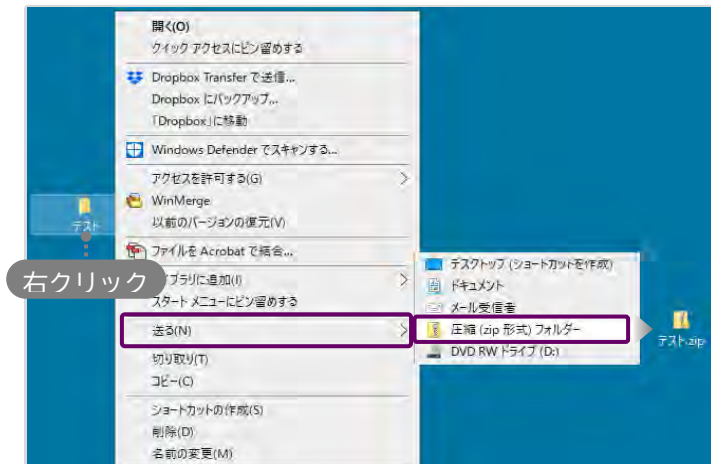 開く(O)
クイック アクセスにピン留めする
Dropbox Transfer で送信...
Dropbox にバックアップ...
「Dropbox」に移動
Windows Defender でスキャンする...
アクセスを許可する(G)
WinMerge
以前のバージョンの復元(V)
テスト
ファイルを Acrobat で結合...
右クリック
ブラリに追加(I)
スタート メニューにピン留めする
送る(N)
切り取り(T)
コピー(C)
ショートカットの作成(S)
削除(D)
名前の変更(M)
デスクトップ (ショートカットを作成)
ドキュメント
メール受信者
圧縮 (zip 形式) フォルダー
DVD RW ドライブ (D:)
テスト.zip